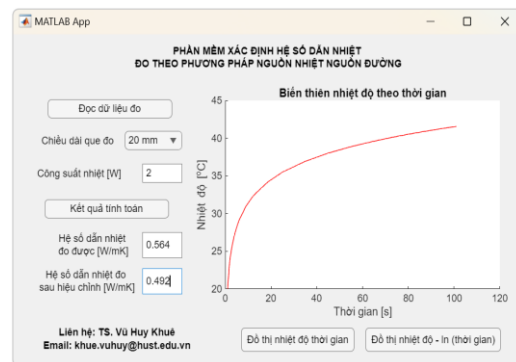 MATLAB App
PHẦN MỀM XÁC ĐỊNH HỆ SỐ DẪN NHIỆT
ĐO THEO PHƯƠNG PHÁP NGUỒN NHIỆT NGUỒN ĐƯỜNG
Đọc dữ liệu đo
Chiều dài que đo 20 mm
Công suất nhiệt [W] 2
Kết quả tính toán
Hệ số dẫn nhiệt
đo được [W/mK] 0.564
Hệ số dẫn nhiệt đo
sau hiệu chỉnh [W/mK] 0.492
Liên hệ: TS. Vũ Huy Khuê
Email: khue.vuhuy@hust.edu.vn
Biến thiên nhiệt độ theo thời gian
Nhiệt độ [°C]
45
40
35
30
25
20
0 20 40 60 80 100 120
Thời gian [s]
Đồ thị nhiệt độ thời gian
Đồ thị nhiệt độ - ln (thời gian)